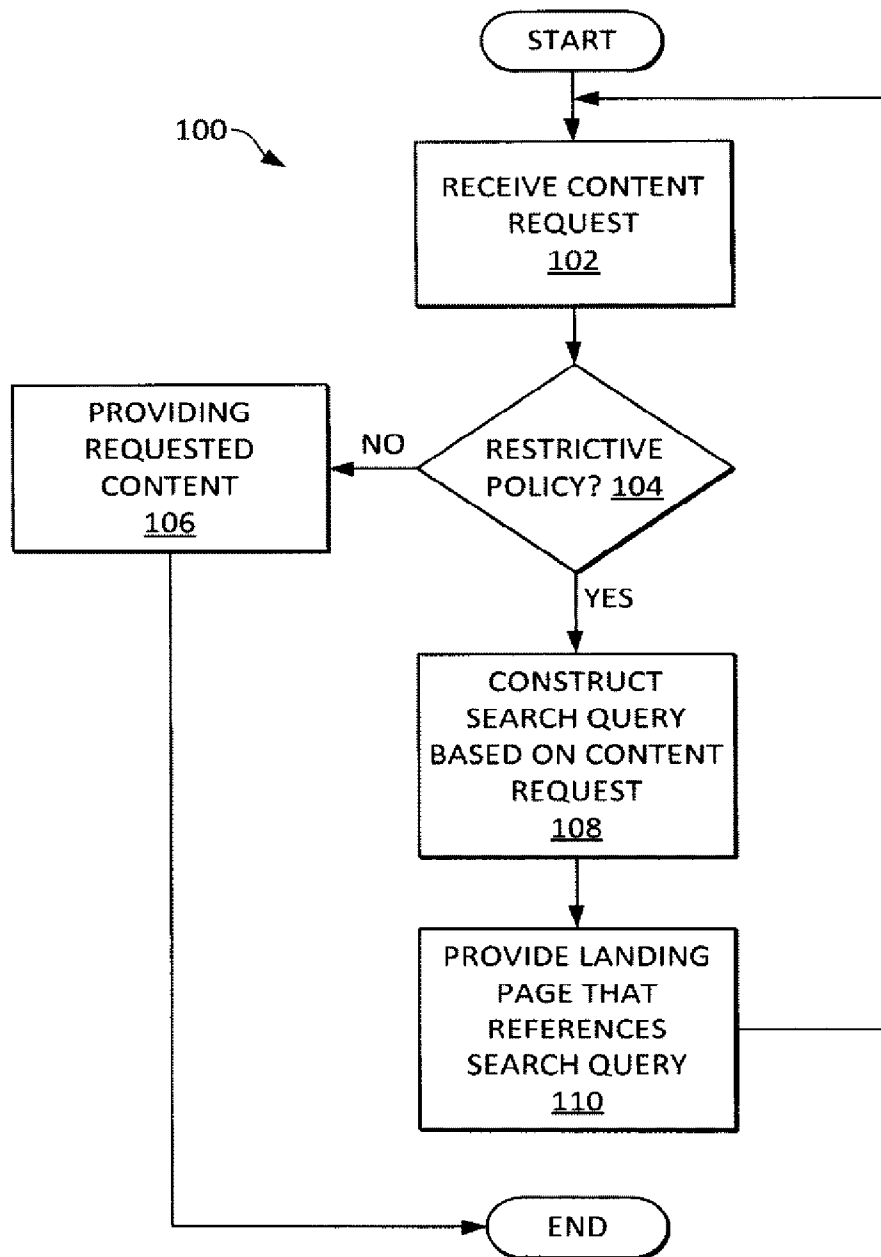 START
100
RECEIVE CONTENT
REQUEST
102
PROVIDING
REQUESTED
CONTENT
106
NO
RESTRICTIVE
POLICY? 104
YES
CONSTRUCT
SEARCH QUERY
BASED ON CONTENT
REQUEST
108
PROVIDE LANDING
PAGE THAT
REFERENCES
SEARCH QUERY
110
END